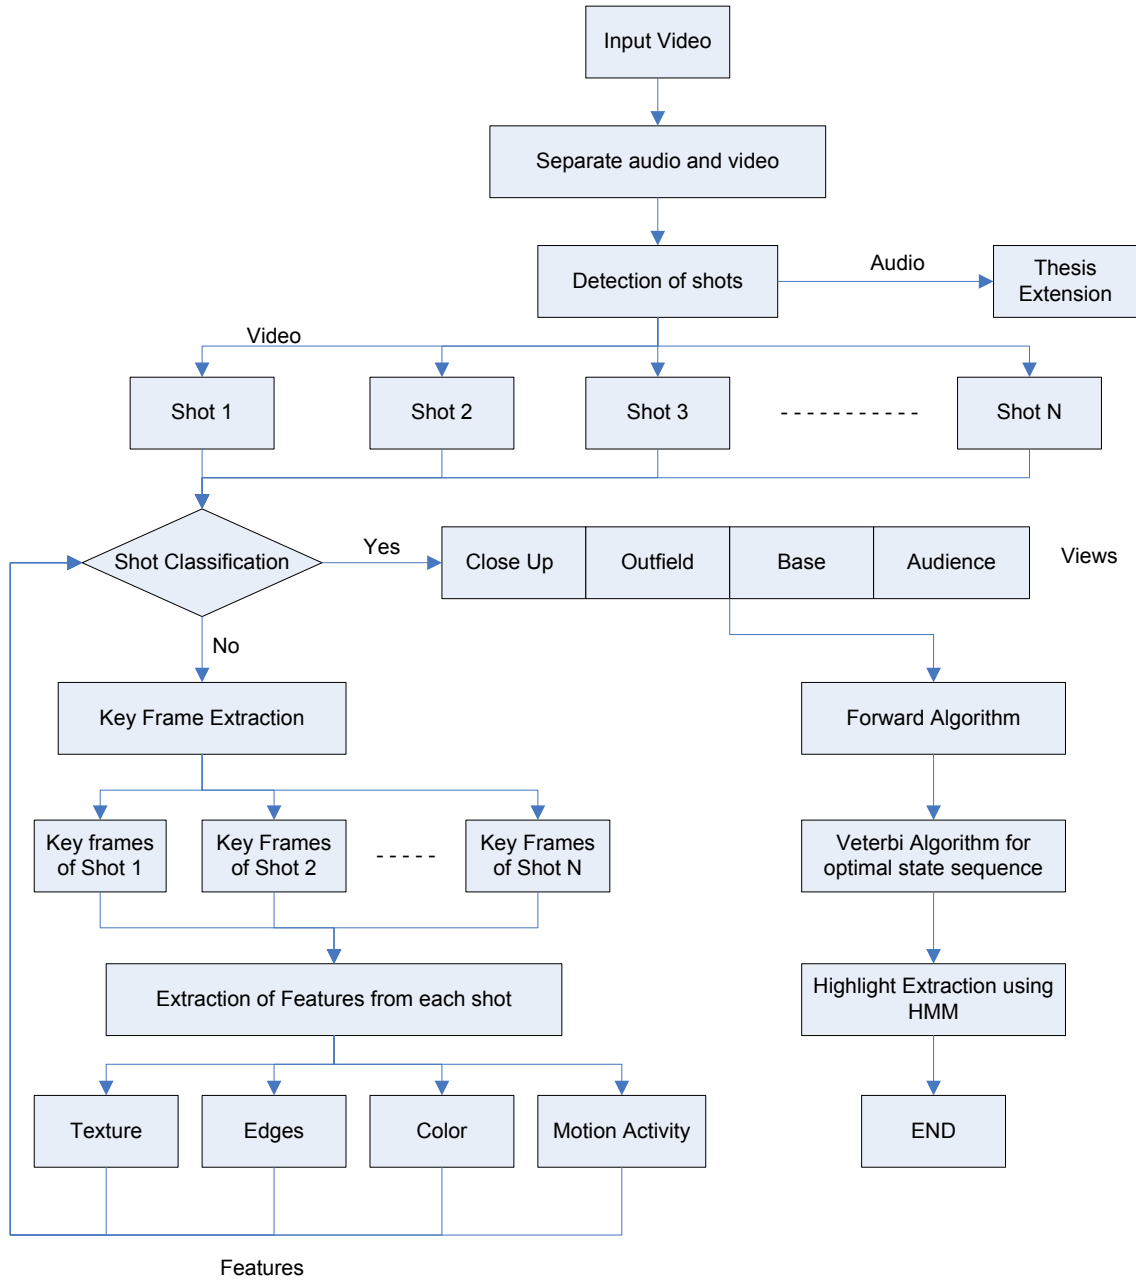 Input Video
Separate audio and video
Detection of shots
Audio
Thesis
Extension
Video
Shot 1
Shot 2
Shot 3
Shot N
Shot Classification
Yes
Close Up
Outfield
Base
Audience
Views
No
Key Frame Extraction
Forward Algorithm
Key frames
of Shot 1
Key Frames
of Shot 2
Key Frames
of Shot N
Veterbi Algorithm for
optimal state sequence
Extraction of Features from each shot
Highlight Extraction using
HMM
Texture
Edges
Color
Motion Activity
END
Features